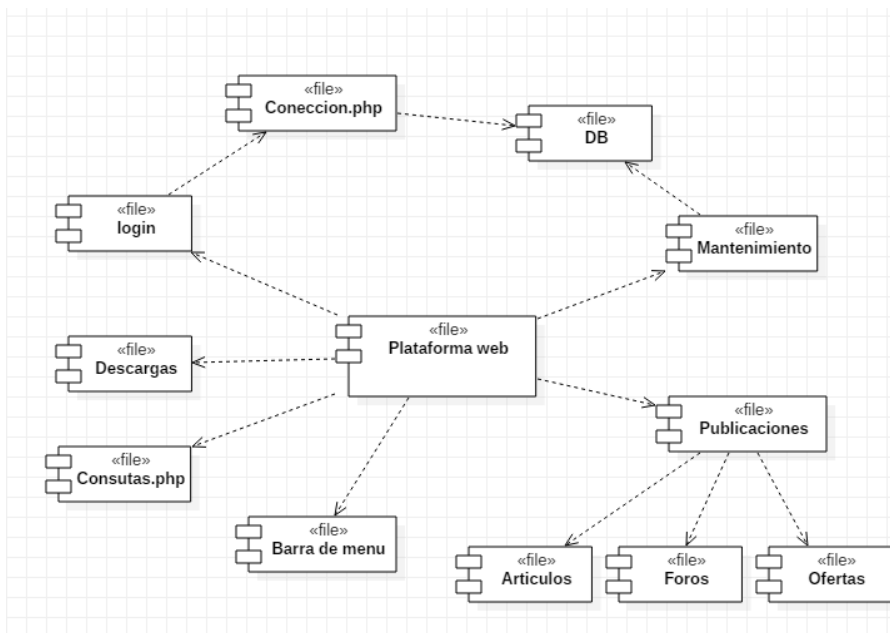 «file»
Coneccion.php
«file»
DB
«file»
login
«file»
Mantenimiento
«file»
Plataforma web
«file»
Descargas
«file»
Publicaciones
«file»
Consutas.php
«file»
Barra de menu
«file»
Articulos
«file»
Foros
«file»
Ofertas